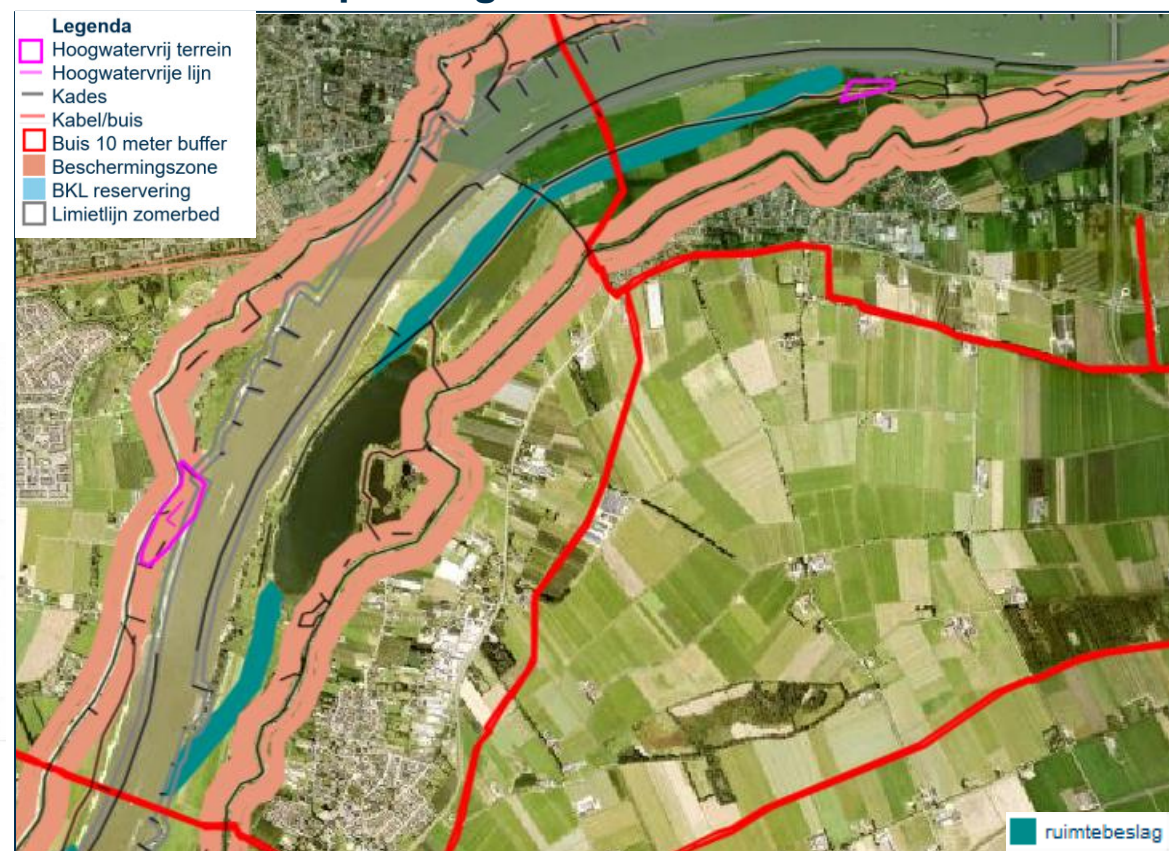 Legenda
Hoogwatervrij terrein
Hoogwatervrije lijn
Kades
Kabel/buis
Buis 10 meter buffer
Beschermingszone
BKL reservering
Limietlijn zomerbed
ruimtebeslag